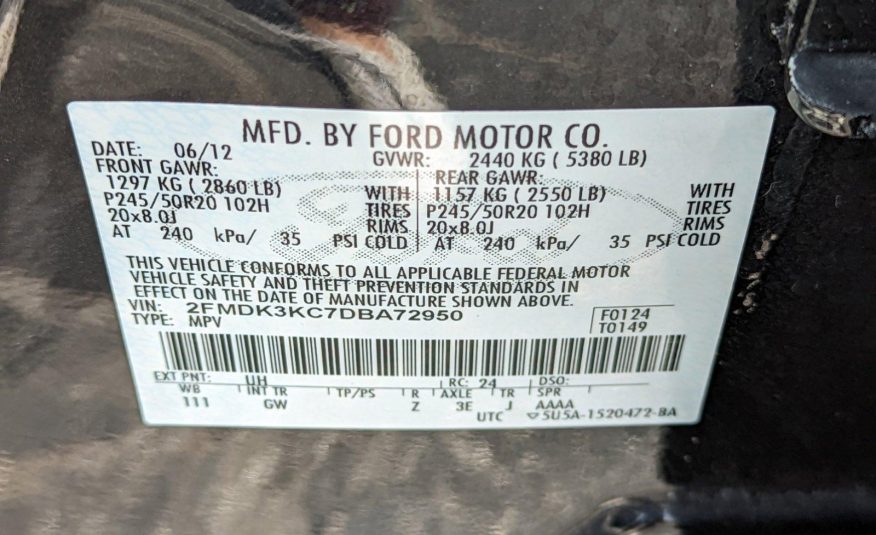 MFD. BY FORD MOTOR CO.
DATE: 06/12 GVWR: 2440 KG ( 5380 LB)
FRONT GAWR: REAR GAWR:
1297 KG ( 2860 LB) WITH 1157 KG ( 2550 LB) WITH
P245/50R20 102H TIRES P245/50R20 102H TIRES
20x8.0J RIMS 20x8.0J RIMS
AT 240 kPa/ 35 PSI COLD AT 240 kPa/ 35 PSI COLD
THIS VEHICLE CONFORMS TO ALL APPLICABLE FEDERAL MOTOR
VEHICLE SAFETY AND THEFT PREVENTION STANDARDS IN
EFFECT ON THE DATE OF MANUFACTURE SHOWN ABOVE.
VIN: 2FMDK3KC7DBA72950 F0124
TYPE: MPV T0149
EXT PNT: UH RC: 24 DSO:
WB INT TR TP/PS R AXLE TR SPR
111 GW Z 3E J AAAA
UTC ▽5U5A-1520472-BA
Ford